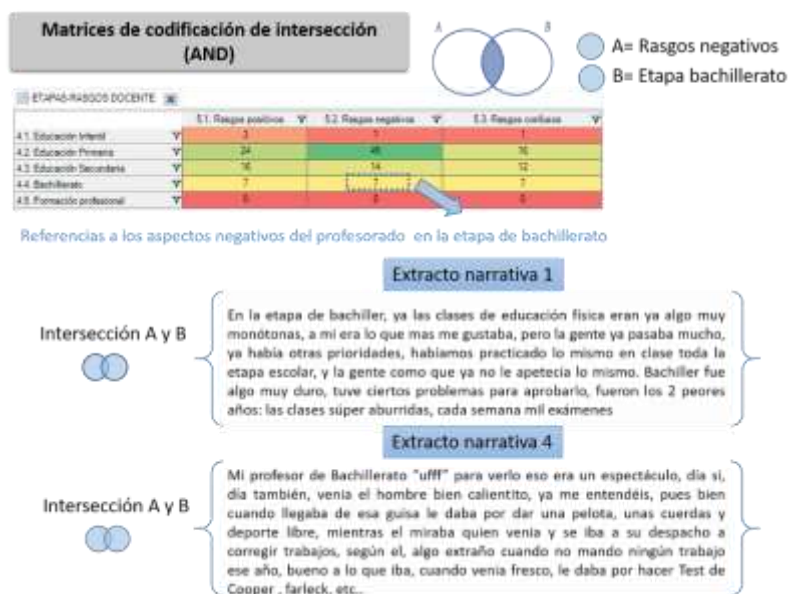 Matrices de codificación de intersección
(AND)
A
B
A= Rasgos negativos
B= Etapa bachillerato
ETAPAS-RASGOS DOCENTE
5.1. Rasgos positivos
5.2. Rasgos negativos
5.3. Rasgos
4.1. Educación Infantil
3
1
1
4.2. Educación Primaria
24
16
4.3. Educación Secundaria
16
14
12
4.4. Bachillerato
7
7
7
4.5. Formación profesional
0
0
0
Referencias a los aspectos negativos del profesorado en la etapa de bachillerato
Extracto narrativa 1
Intersección A y B
En la etapa de bachiller, ya las clases de educación física eran ya algo muy
monótonas, a mi era lo que mas me gustaba, pero la gente ya pasaba mucho,
ya había otras prioridades, habíamos practicado lo mismo en clase toda la
etapa escolar, y la gente como que ya no le apetecía lo mismo. Bachiller fue
algo muy duro, tuve ciertos problemas para aprobarlo, fueron los 2 peores
años: las clases súper aburridas, cada semana mil exámenes
Extracto narrativa 4
Intersección A y B
Mi profesor de Bachillerato "ufff" para verlo eso era un espectáculo, día si,
día también, venia el hombre bien calientito, ya me entendéis, pues bien
cuando llegaba de esa guisa le daba por dar una pelota, unas cuerdas y
deporte libre, mientras el miraba quien venia y se iba a su despacho a
corregir trabajos, según el, algo extraño cuando no mando ningún trabajo
ese año, bueno a lo que iba, cuando venia fresco, le daba por hacer Test de
Cooper , farleck, etc..